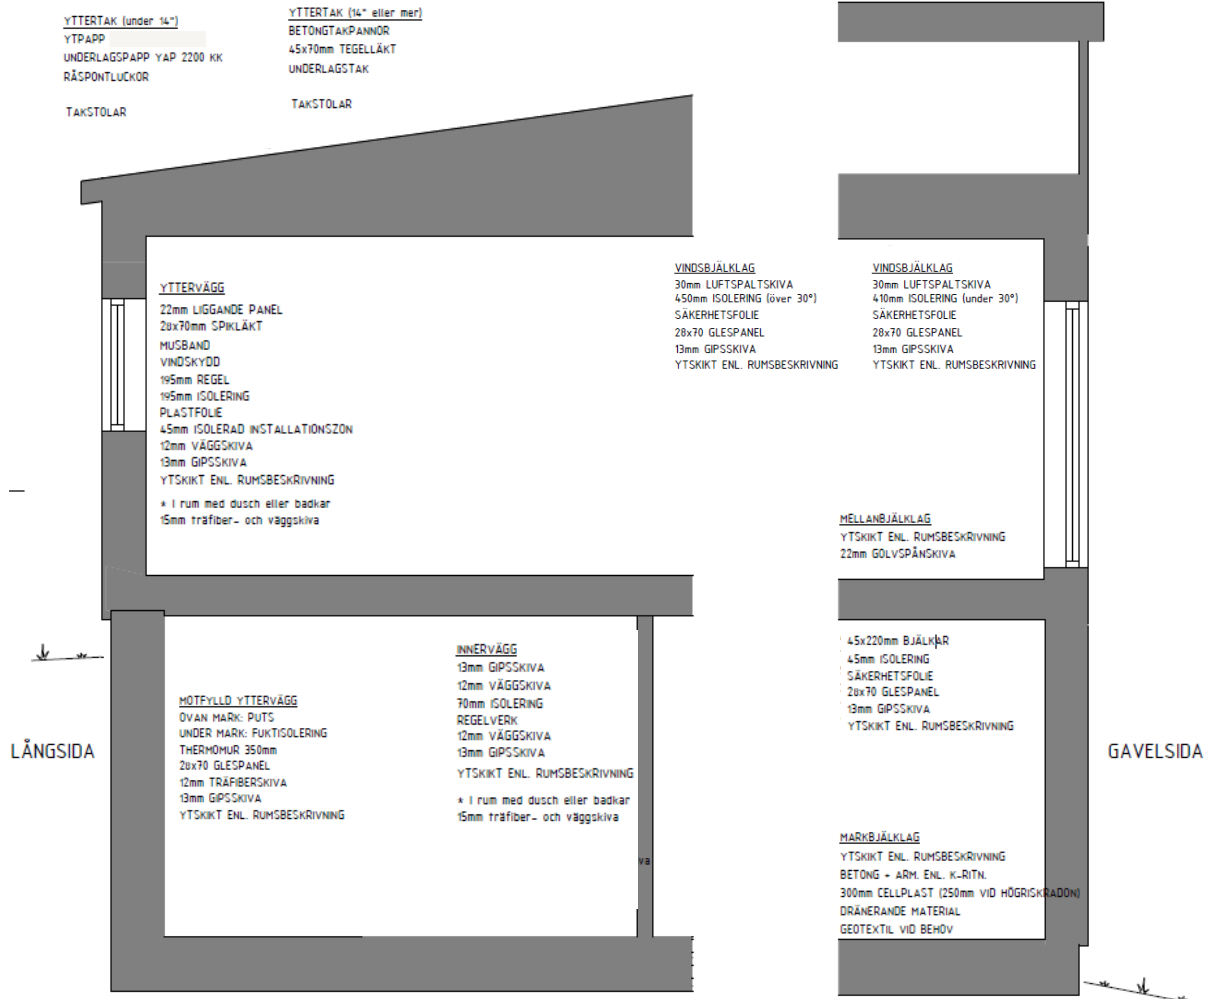 YTTERTAK (under 14°)
YTPAPP
UNDERLAGSPAPP YAP 2200 KK
RÅSPONTLUCKOR
TAKSTOLAR
YTTERTAK (14° eller mer)
BETONGTAKPANNOR
45x70mm TEGELLÄKT
UNDERLAGSTAK
TAKSTOLAR
YTTERVÄGG
22mm LIGGANDE PANEL
28x70mm SPIKLÄKT
MUSBAND
VINDSKYDD
195mm REGEL
195mm ISOLERING
PLASTFOLIE
45mm ISOLERAD INSTALLATIONSZON
12mm VÄGGSKIVA
13mm GIPSSKIVA
YTSKIKT ENL. RUMSBESKRIVNING
* I rum med dusch eller badkar
15mm träfiber- och väggskiva
VINDSBJÄLKLAG
30mm LUFTSPALTSKIVA
450mm ISOLERING (över 30°)
SÄKERHETSFOLIE
28x70 GLESPANEL
13mm GIPSSKIVA
YTSKIKT ENL. RUMSBESKRIVNING
VINDSBJÄLKLAG
30mm LUFTSPALTSKIVA
410mm ISOLERING (under 30°)
SÄKERHETSFOLIE
28x70 GLESPANEL
13mm GIPSSKIVA
YTSKIKT ENL. RUMSBESKRIVNING
MELLANBJÄLKLAG
YTSKIKT ENL. RUMSBESKRIVNING
22mm GOLVSPÅNSKIVA
45x220mm BJÄLKAR
45mm ISOLERING
SÄKERHETSFOLIE
28x70 GLESPANEL
13mm GIPSSKIVA
YTSKIKT ENL. RUMSBESKRIVNING
LÅNGSIDA
MOTFYLLD YTTERVÄGG
OVAN MARK: PUTS
UNDER MARK: FUKTISOLERING
THERMOMUR 350mm
28x70 GLESPANEL
12mm TRÄFIBERSKIVA
13mm GIPSSKIVA
YTSKIKT ENL. RUMSBESKRIVNING
INNERVÄGG
13mm GIPSSKIVA
12mm VÄGGSKIVA
70mm ISOLERING
REGELVERK
12mm VÄGGSKIVA
13mm GIPSSKIVA
YTSKIKT ENL. RUMSBESKRIVNING
* I rum med dusch eller badkar
15mm träfiber- och väggskiva
va
GAVELSIDA
MARKBJÄLKLAG
YTSKIKT ENL. RUMSBESKRIVNING
BETONG + ARM. ENL. K-RITN.
300mm CELLPLAST (250mm VID HÖGRISKRADON)
DRÄNERANDE MATERIAL
GEOTEXTIL VID BEHOV